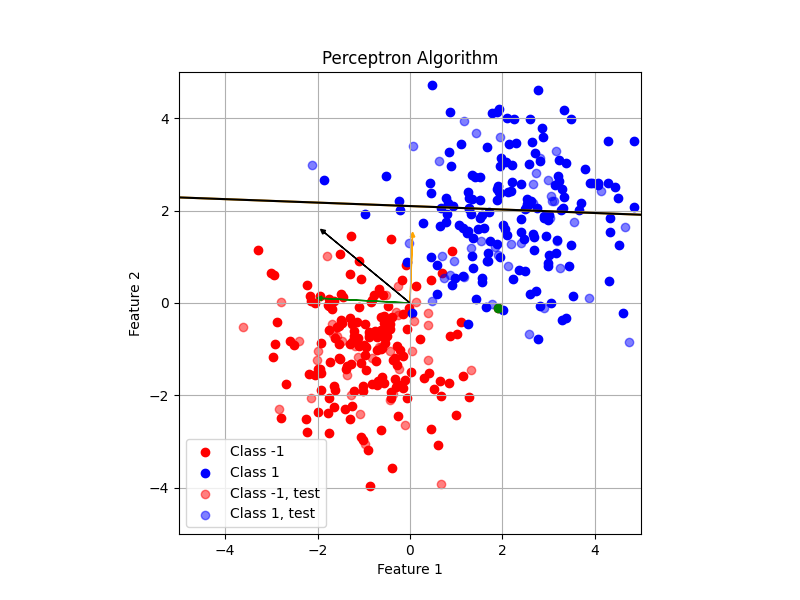 Perceptron Algorithm
Feature 2
4
2
0
−2
−4
Class -1
Class 1
Class -1, test
Class 1, test
−4 −2 0 2 4
Feature 1